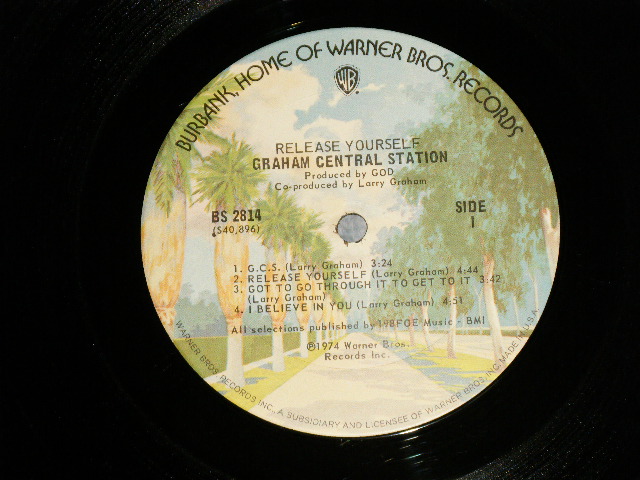 BURBANK, HOME OF WARNER BROS. RECORDS
WB
RELEASE YOURSELF
GRAHAM CENTRAL STATION
Produced by GOD
Co-produced by Larry Graham
BS 2814
(S40,896)
SIDE
1
1. G.C.S. (Larry Graham) 3:24
2. RELEASE YOURSELF (Larry Graham) 4:44
3. GOT TO GO THROUGH IT TO GET TO IT 3:42
(Larry Graham)
4. I BELIEVE IN YOU (Larry Graham) 4:51
All selections published by NINEFOE Music - BMI
℗1974 Warner Bros.
Records Inc.
WARNER BROS. RECORDS INC., A SUBSIDIARY AND LICENSEE OF WARNER BROS. INC. MADE IN U.S.A.